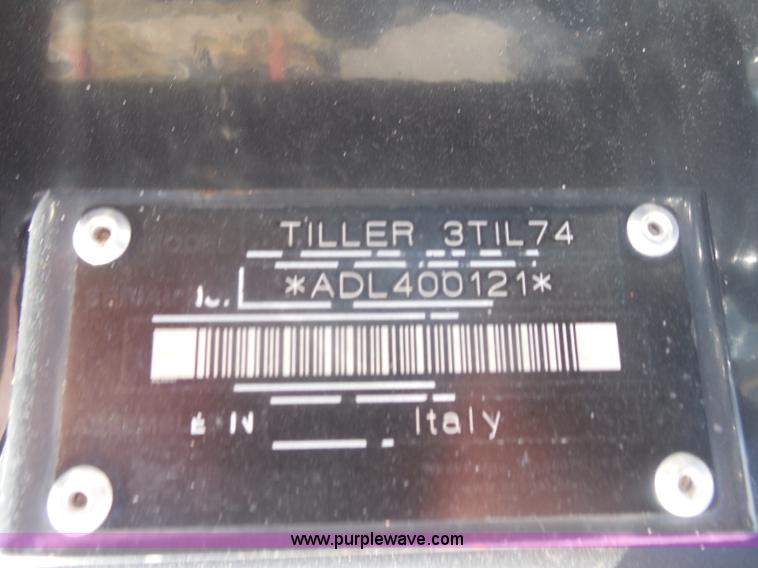 TILLER 3TIL74
*ADL400121*
Italy
www.purplewave.com